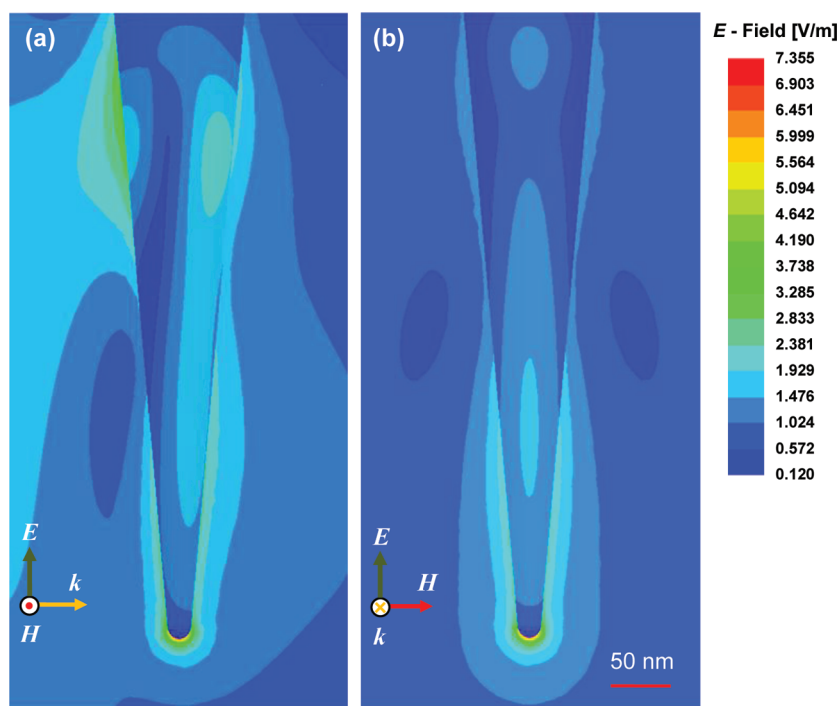 (a)
(b)
E - Field [V/m]
7.355
6.903
6.451
5.999
5.564
5.094
4.642
4.190
3.738
3.285
2.833
2.381
1.929
1.476
1.024
0.572
0.120
E
k
H
E
H
k
50 nm